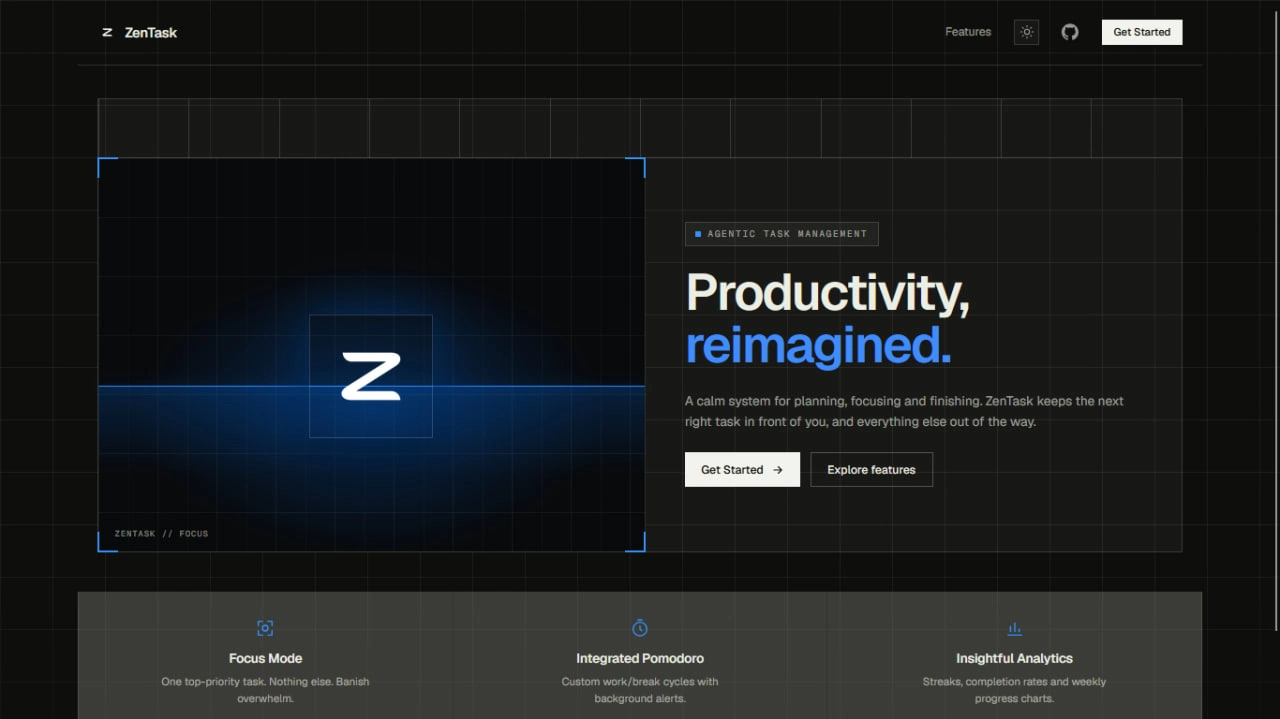 ZenTask
Features
Get Started
AGENTIC TASK MANAGEMENT
Productivity,
reimagined.
A calm system for planning, focusing and finishing. ZenTask keeps the next
right task in front of you, and everything else out of the way.
Get Started →
Explore features
Z
ZENTASK // FOCUS
Focus Mode
One top-priority task. Nothing else. Banish
overwhelm.
Integrated Pomodoro
Custom work/break cycles with
background alerts.
Insightful Analytics
Streaks, completion rates and weekly
progress charts.